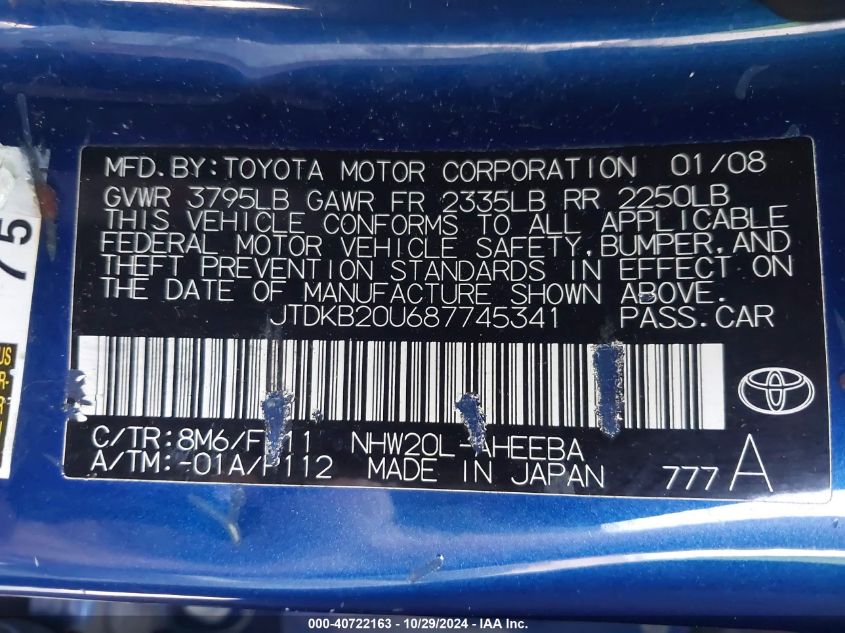 MFD.BY:TOYOTA MOTOR CORPORATION 01/08
GVWR 3795LB GAWR FR 2335LB RR 2250LB
THIS VEHICLE CONFORMS TO ALL APPLICABLE
FEDERAL MOTOR VEHICLE SAFETY,BUMPER,AND
THEFT PREVENTION STANDARDS IN EFFECT ON
THE DATE OF MANUFACTURE SHOWN ABOVE.
JTDKB20U687745341 PASS.CAR
C/TR:8M6/F 11 NHW20L-AHEEBA
A/TM:-01A/P112 MADE IN JAPAN 777 A
75
US
R-
R
000-40722163 - 10/29/2024 - IAA Inc.